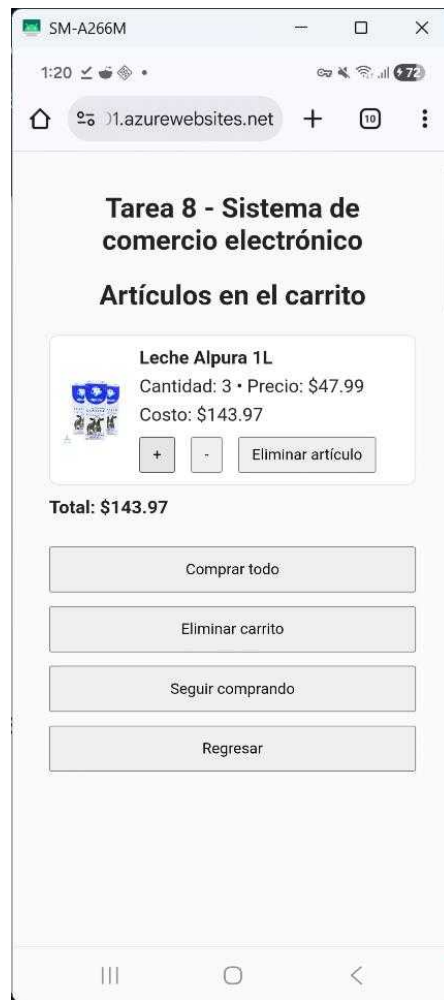 SM-A266M
1:20
72
01.azurewebsites.net
10
Tarea 8 - Sistema de
comercio electrónico
Artículos en el carrito
Leche Alpura 1L
Cantidad: 3 • Precio: $47.99
Costo: $143.97
+ - Eliminar artículo
Total: $143.97
Comprar todo
Eliminar carrito
Seguir comprando
Regresar